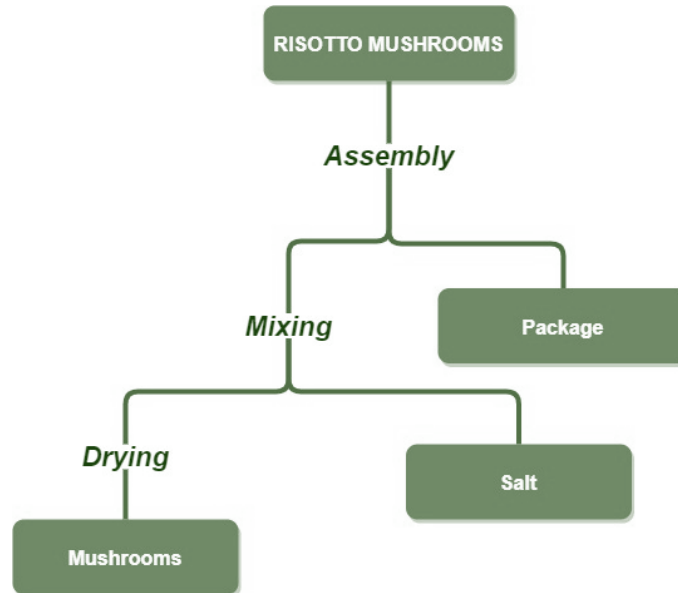 RISOTTO MUSHROOMS
Assembly
Mixing
Package
Drying
Salt
Mushrooms